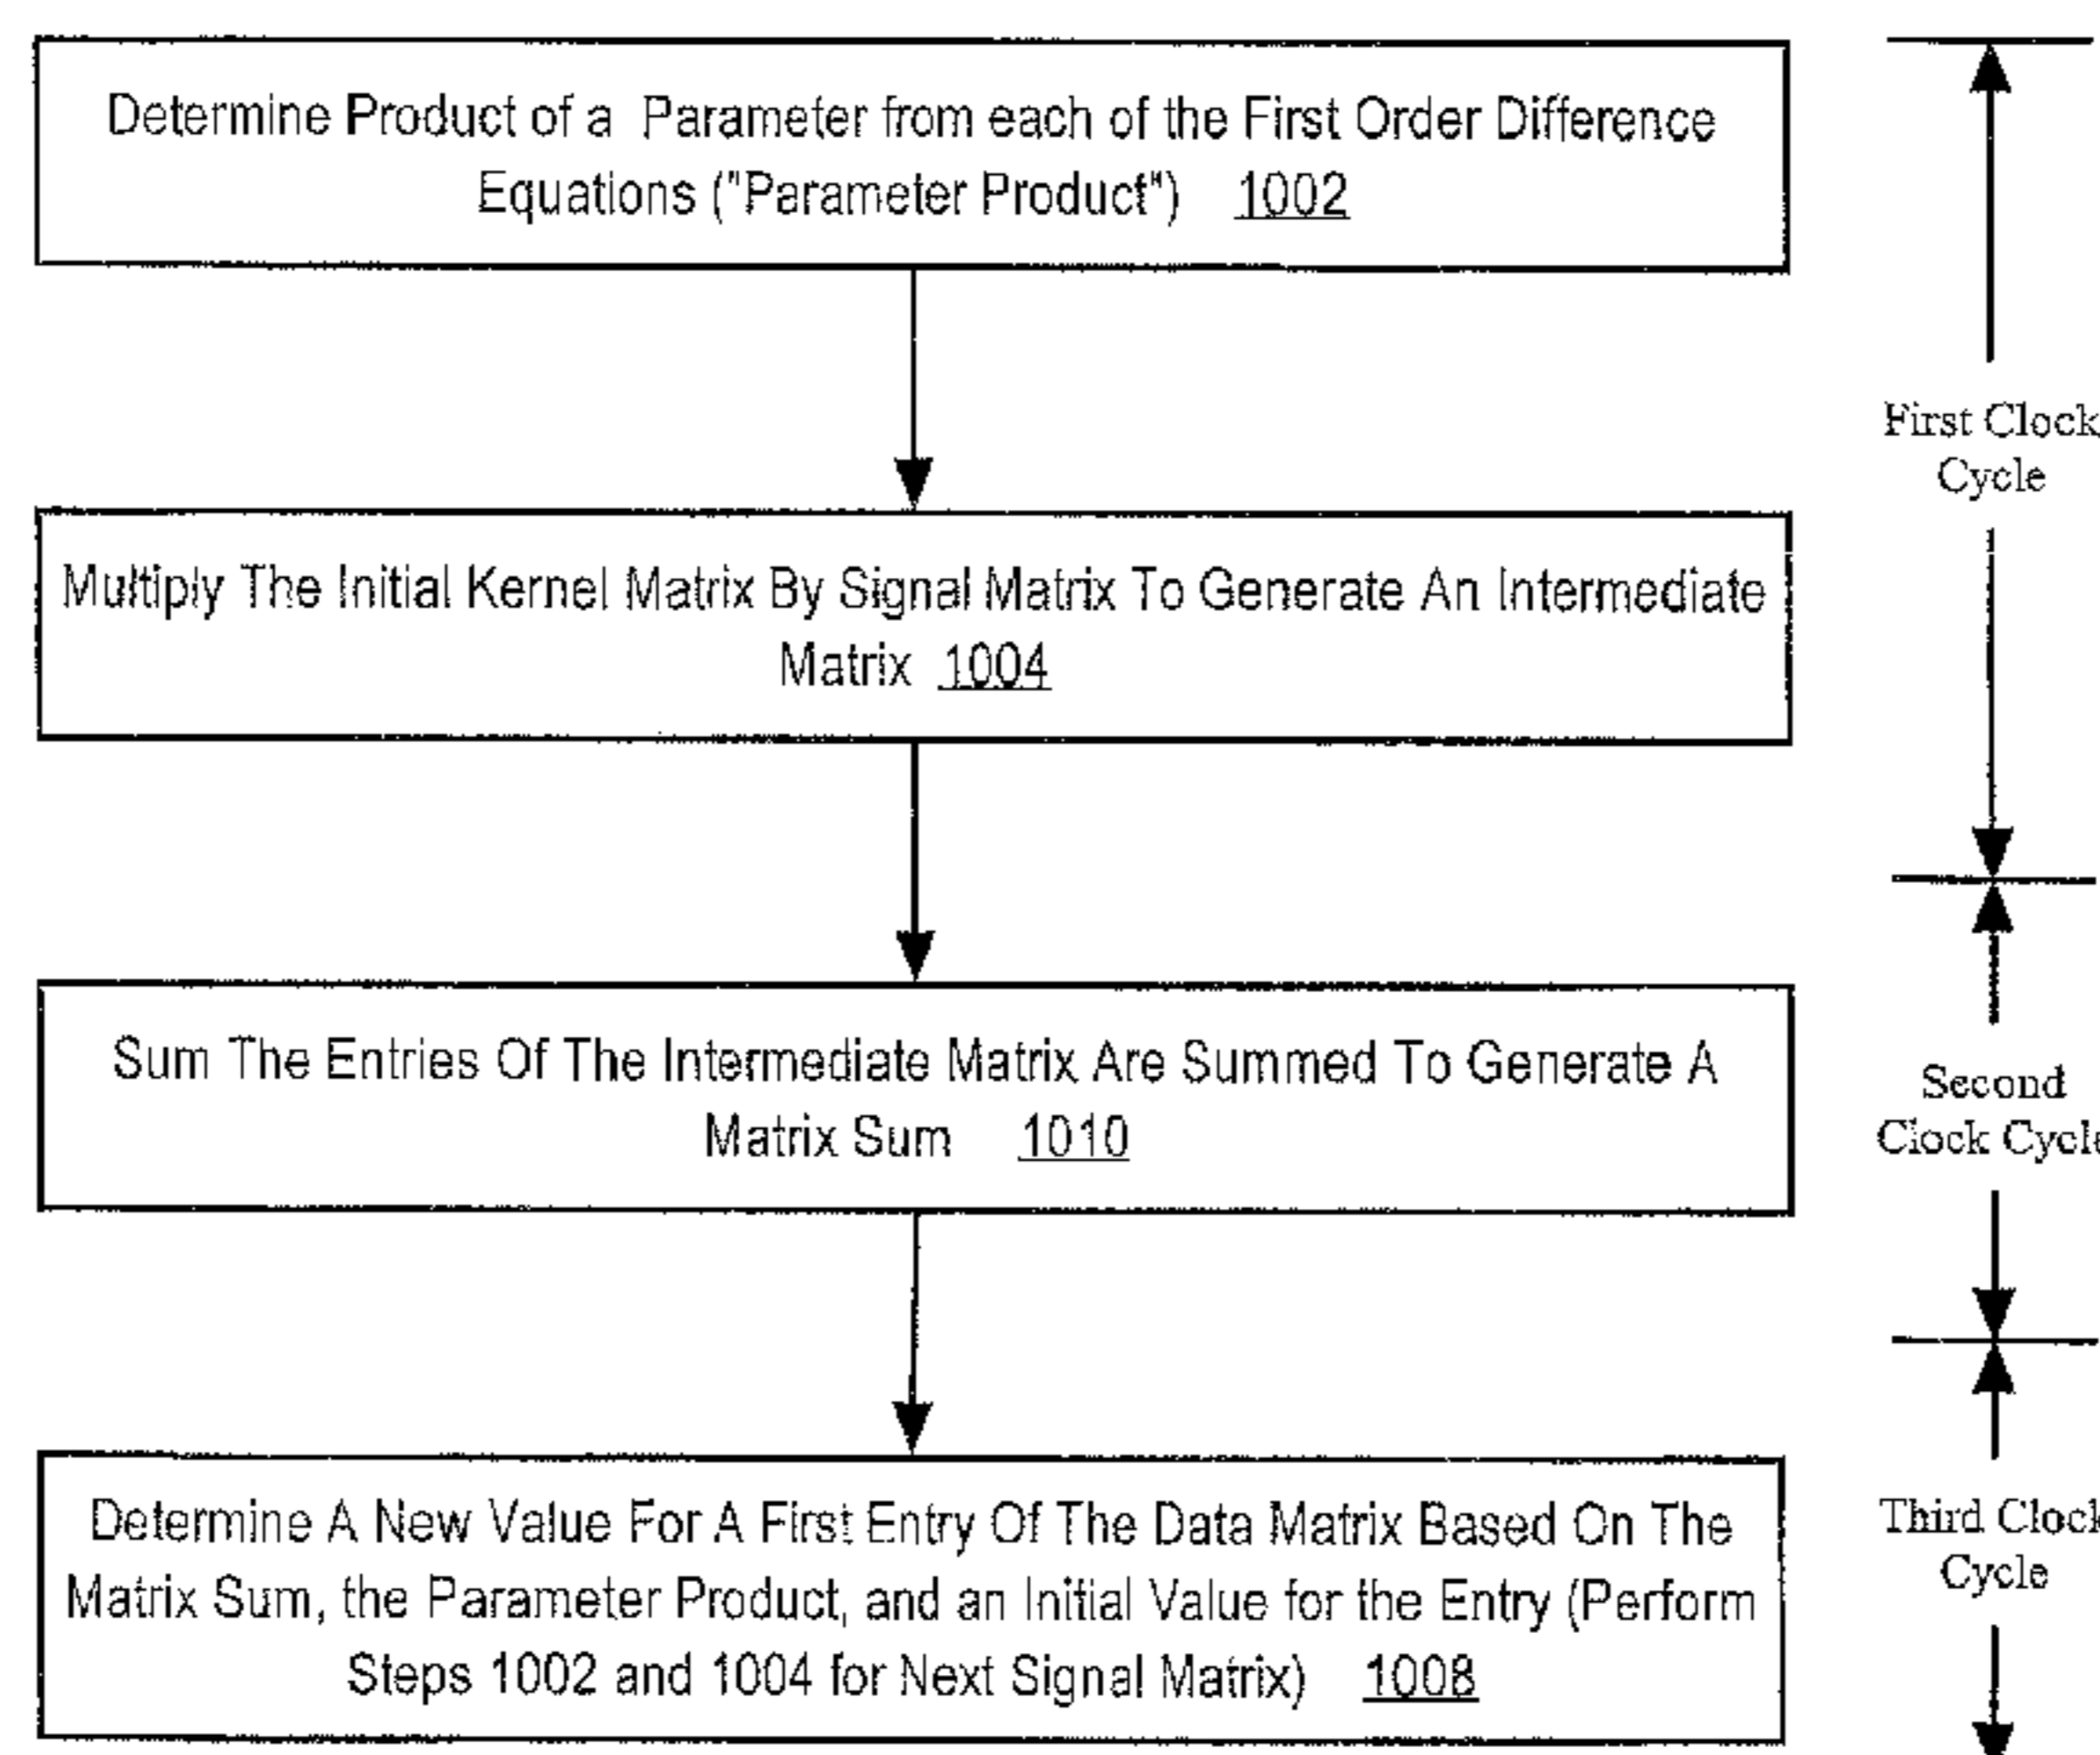 Determine Product of a Parameter from each of the First Order Difference
Equations ("Parameter Product") 1002
First Clock
Cycle
Multiply The Initial Kernel Matrix By Signal Matrix To Generate An Intermediate
Matrix 1004
Sum The Entries Of The Intermediate Matrix Are Summed To Generate A
Matrix Sum 1010
Second
Clock Cycle
Determine A New Value For A First Entry Of The Data Matrix Based On The
Matrix Sum, the Parameter Product, and an Initial Value for the Entry (Perform
Steps 1002 and 1004 for Next Signal Matrix) 1008
Third Clock
Cycle